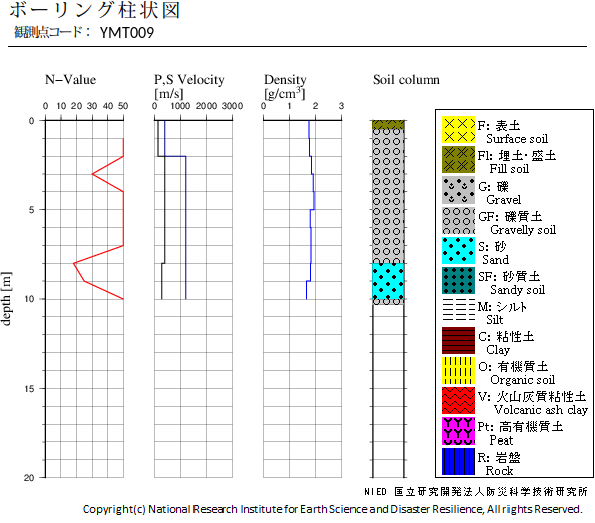 ボーリング柱状図
観測点コード： YMT009
N-Value
P,S Velocity
[m/s]
Density
[g/cm³]
Soil column
0 10 20 30 40 50
0 1000 2000 3000
0 1 2 3
0
5
10
15
20
depth [m]
F: 表土
Surface soil
Fl: 埋土・盛土
Fill soil
G: 礫
Gravel
GF: 礫質土
Gravelly soil
S: 砂
Sand
SF: 砂質土
Sandy soil
M: シルト
Silt
C: 粘性土
Clay
O: 有機質土
Organic soil
V: 火山灰質粘性土
Volcanic ash clay
Pt: 高有機質土
Peat
R: 岩盤
Rock
NIED 国立研究開発法人防災科学技術研究所
Copyright(c) National Research Institute for Earth Science and Disaster Resilience, All rights Reserved.